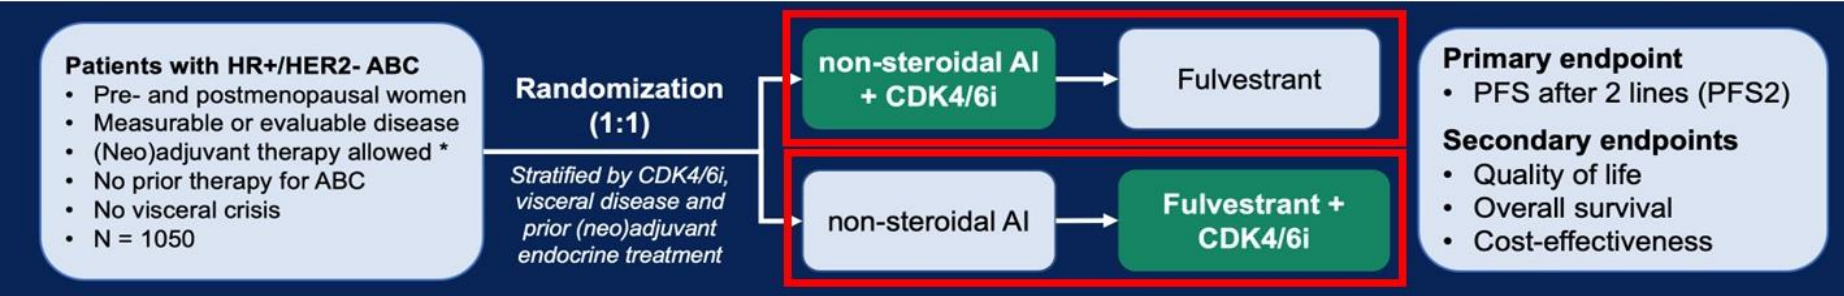 Patients with HR+/HER2- ABC
• Pre- and postmenopausal women
• Measurable or evaluable disease
• (Neo)adjuvant therapy allowed *
• No prior therapy for ABC
• No visceral crisis
• N = 1050
Randomization
(1:1)
Stratified by CDK4/6i,
visceral disease and
prior (neo)adjuvant
endocrine treatment
non-steroidal AI
+ CDK4/6i
Fulvestrant
non-steroidal AI
Fulvestrant +
CDK4/6i
Primary endpoint
• PFS after 2 lines (PFS2)
Secondary endpoints
• Quality of life
• Overall survival
• Cost-effectiveness